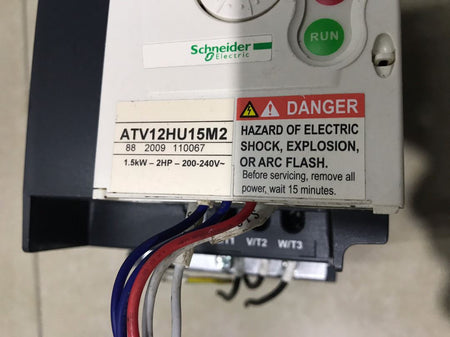 RUN
Schneider
Electric
ATV12HU15M2
88 2009 110067
1.5kW – 2HP – 200-240V~
DANGER
HAZARD OF ELECTRIC
SHOCK, EXPLOSION,
OR ARC FLASH.
Before servicing, remove all
power, wait 15 minutes.
V/T2 W/T3